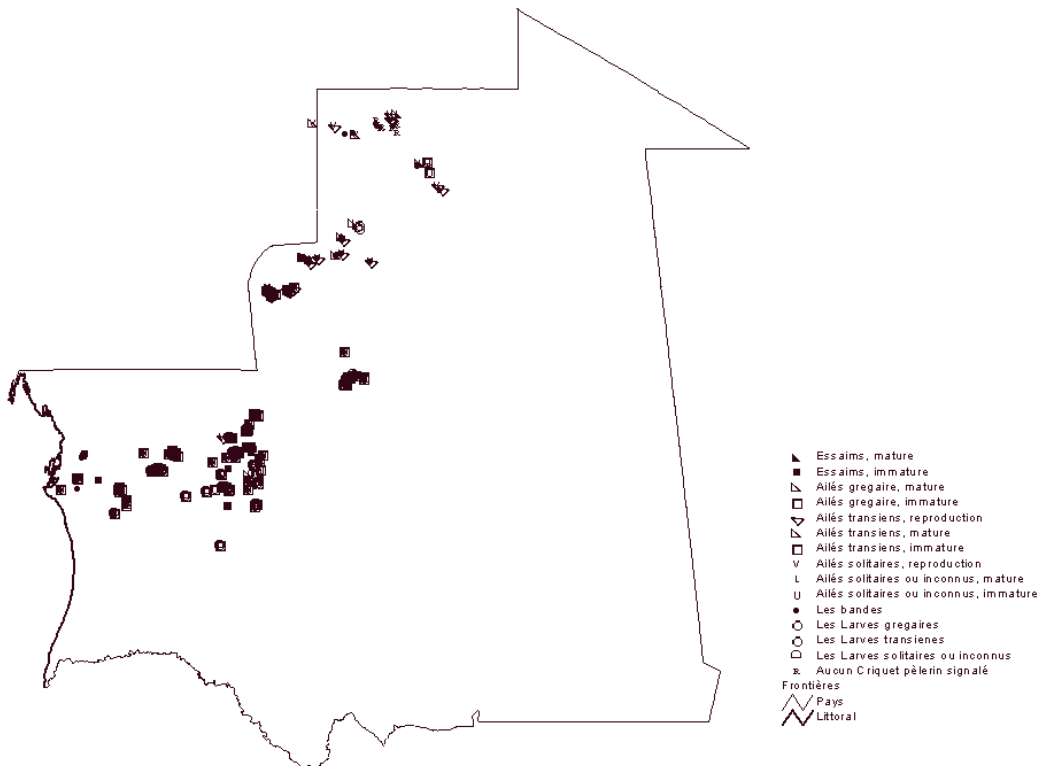 Essaims, mature
Essaims, immature
Ailés gregaire, mature
Ailés gregaire, immature
Ailés transiens, reproduction
Ailés transiens, mature
Ailés transiens, immature
Ailés solitaires, reproduction
Ailés solitaires ou inconnus, mature
Ailés solitaires ou inconnus, immature
Les bandes
Les Larves gregaires
Les Larves transienes
Les Larves solitaires ou inconnus
Aucun Criquet pèlerin signalé
Frontières
Pays
Littoral